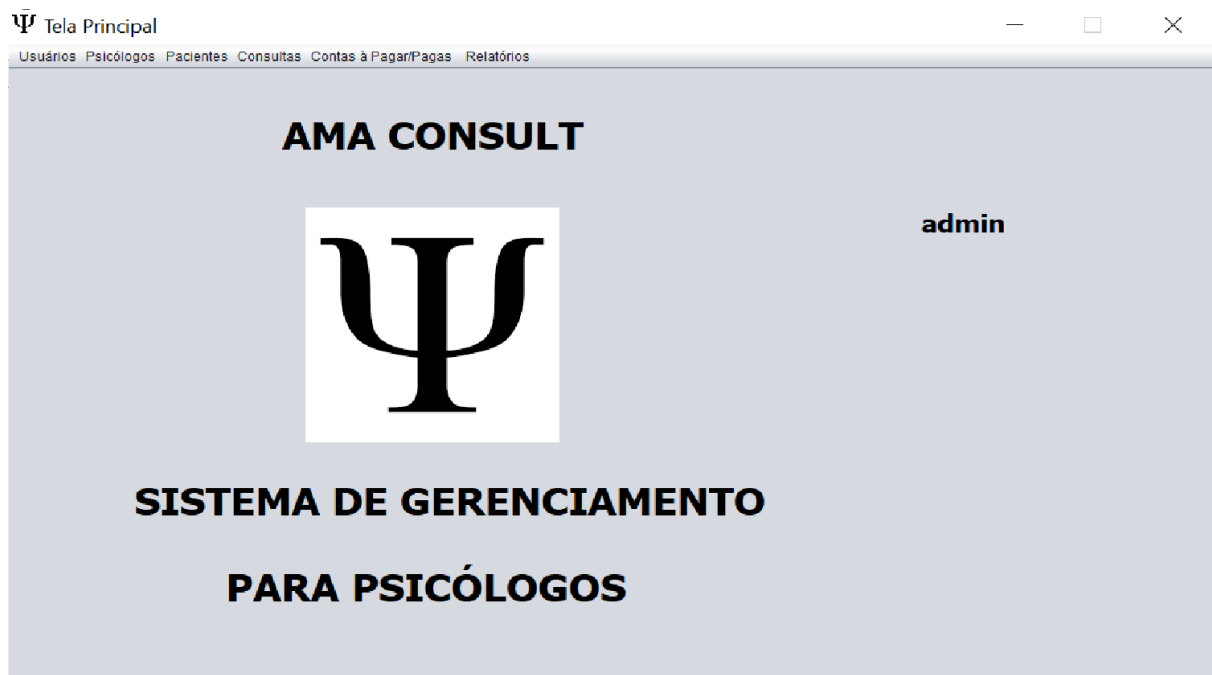 Ψ Tela Principal
Usuários Psicólogos Pacientes Consultas Contas à Pagar/Pagas Relatórios
AMA CONSULT
admin
Ψ
SISTEMA DE GERENCIAMENTO
PARA PSICÓLOGOS